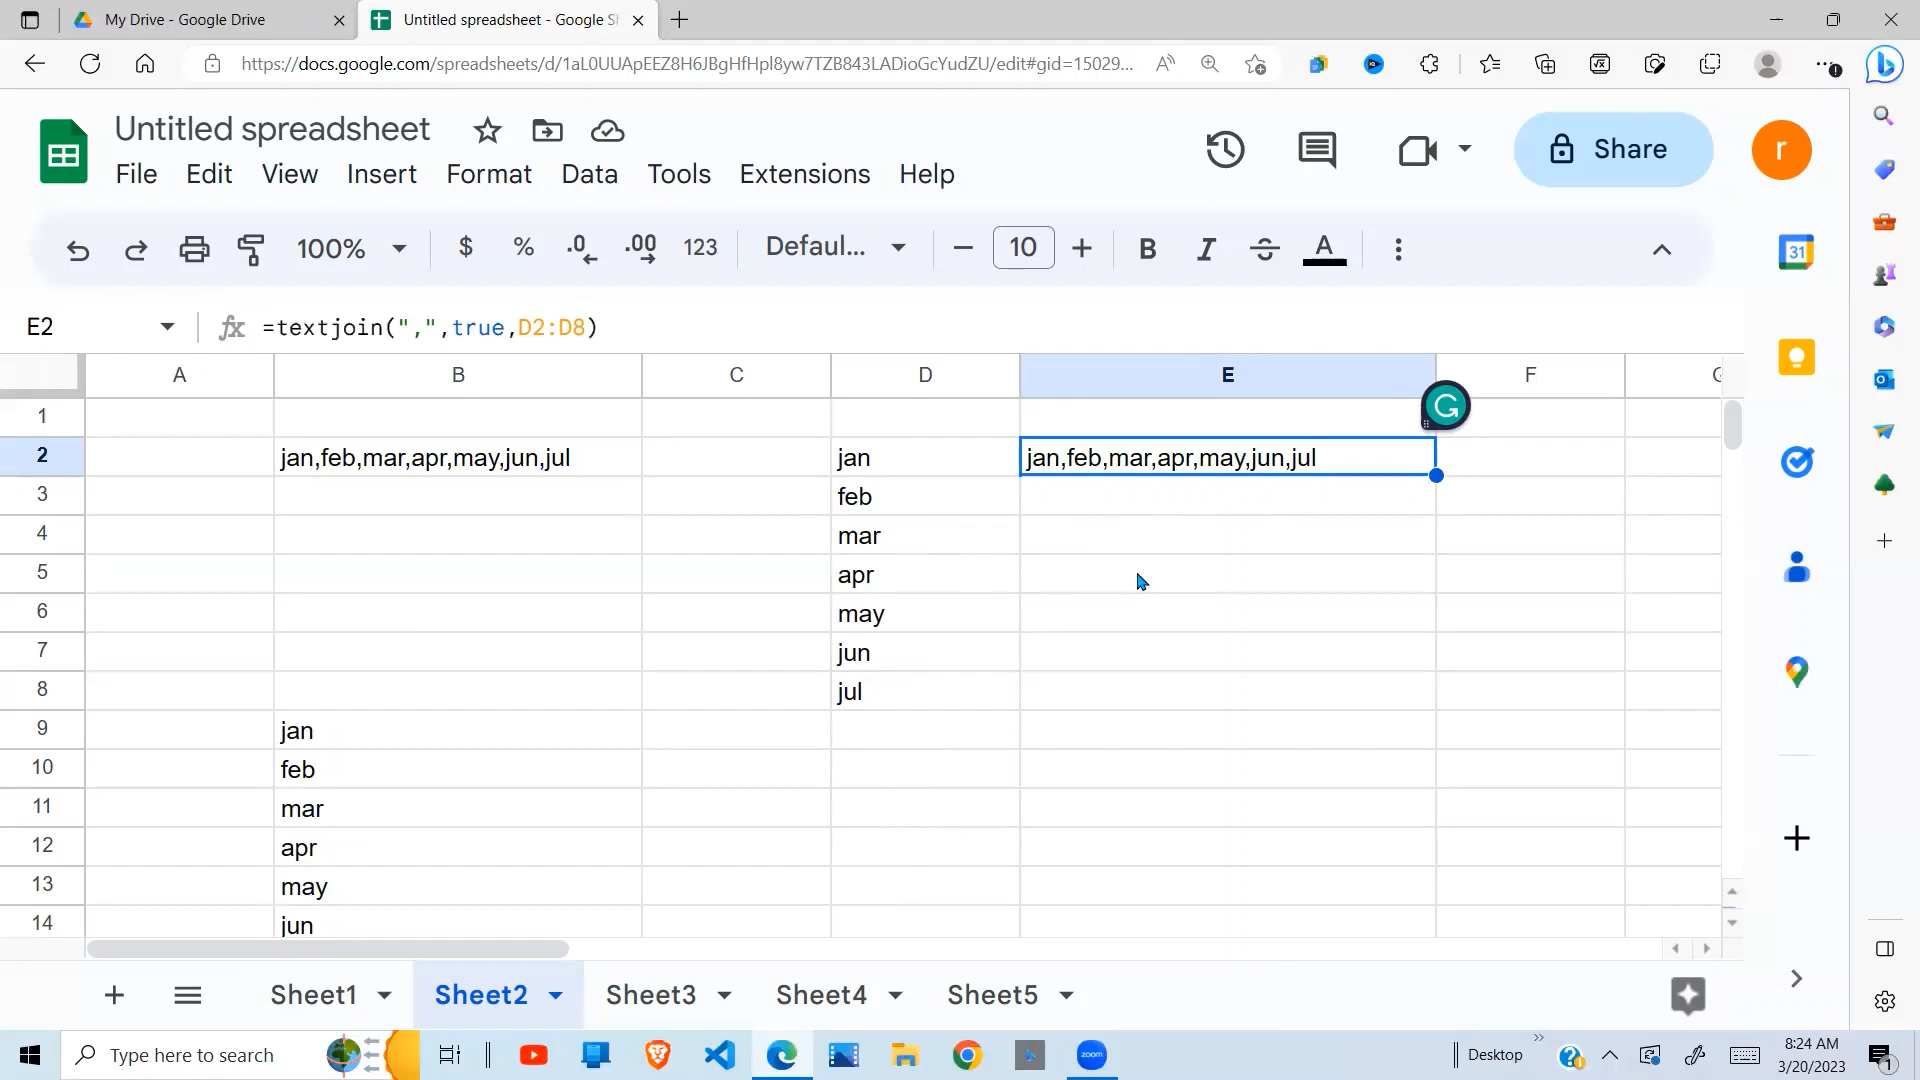 My Drive - Google Drive
Untitled spreadsheet - Google S
https://docs.google.com/spreadsheets/d/1aL0UUApEEZ8H6JBgHfHpl8yw7TZB843LADioGcYudZU/edit#gid=15029...
Untitled spreadsheet
File Edit View Insert Format Data Tools Extensions Help
Share
r
100% $ % .0 .00 123 Defaul... 10 B I A
31
E2 =textjoin(",",true,D2:D8)
A B C D E F
1
2 jan,feb,mar,apr,may,jun,jul jan jan,feb,mar,apr,may,jun,jul
3 feb
4 mar
5 apr
6 may
7 jun
8 jul
9 jan
10 feb
11 mar
12 apr
13 may
14 jun
Sheet1 Sheet2 Sheet3 Sheet4 Sheet5
Type here to search
zoom
Desktop
8:24 AM
3/20/2023
1